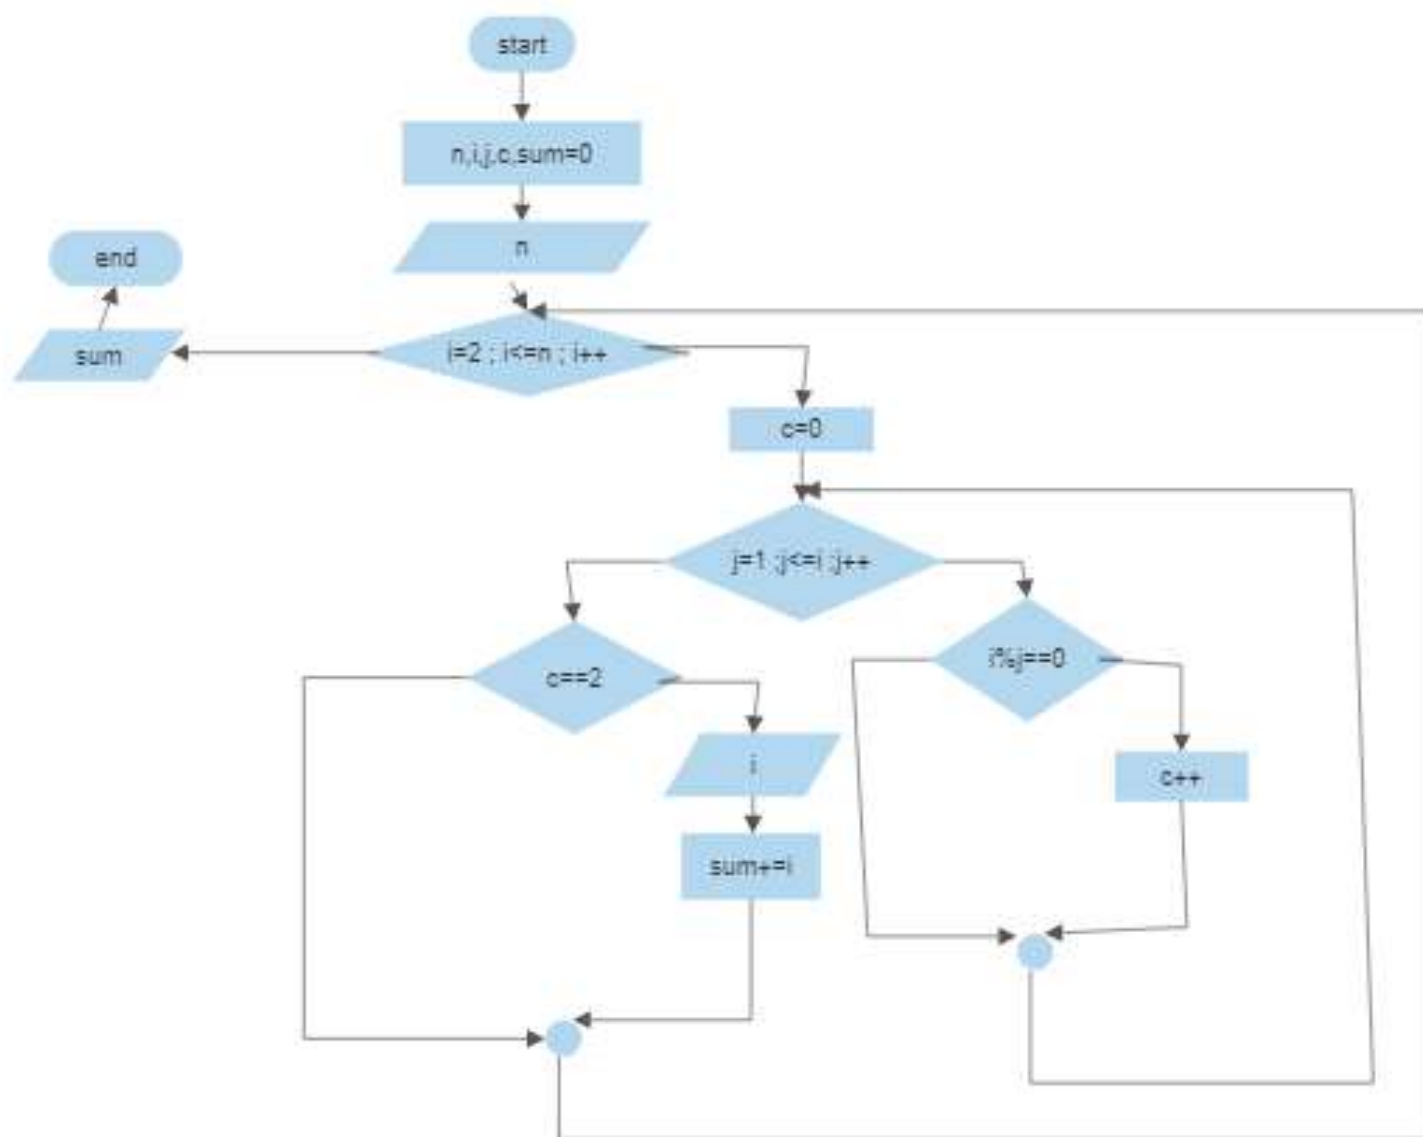 start
n,i,j,c,sum=0
n
end
i=2 ; i<=n ; i++
sum
c=0
j=1 ;j<=i ;j++
c==2
i%j==0
i
c++
sum+=i